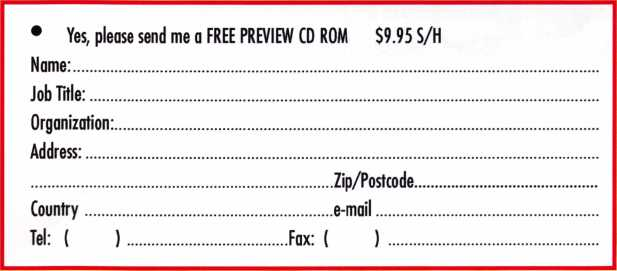 ● Yes, please send me a FREE PREVIEW CD ROM $9.95 S/H
Name:
Job Title:
Organization:
Address:
Zip/Postcode
Country e-mail
Tel: ( ) Fax: ( )